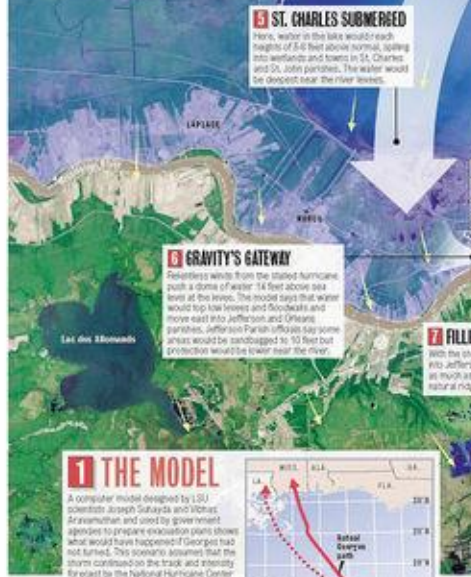 5 ST. CHARLES SUBMERGED
Here, water in the lake would reach
heights of 5-6 feet above normal, spilling
into wetlands and towns in St. Charles
and St. John parishes. The water would
be deepest near the river levees.
LAPLACE
NORCO
6 GRAVITY'S GATEWAY
Relentless winds from the stalled hurricane
push a dome of water 14 feet above sea
level at the levee. The model says that water
would top low levees and floodwalls and
move east into Jefferson and Orleans
parishes. Jefferson Parish officials say some
areas would be sandbagged to 10 feet but
protection would be lower near the river.
Lac des Allemands
7 FILLI
With the
into Jeffers
as much as
natural rid
1 THE MODEL
A computer model designed by LSU
scientists Joseph Suhayda and Vibhas
Aravamuthan and used by government
agencies to prepare evacuation plans shows
what would have happened if Georges had
not turned. This scenario assumes that the
storm continued on the track and intensity
forecast by the National Hurricane Center
LA.
MISS.
ALA.
GA.
FLA.
Actual
Georges
path